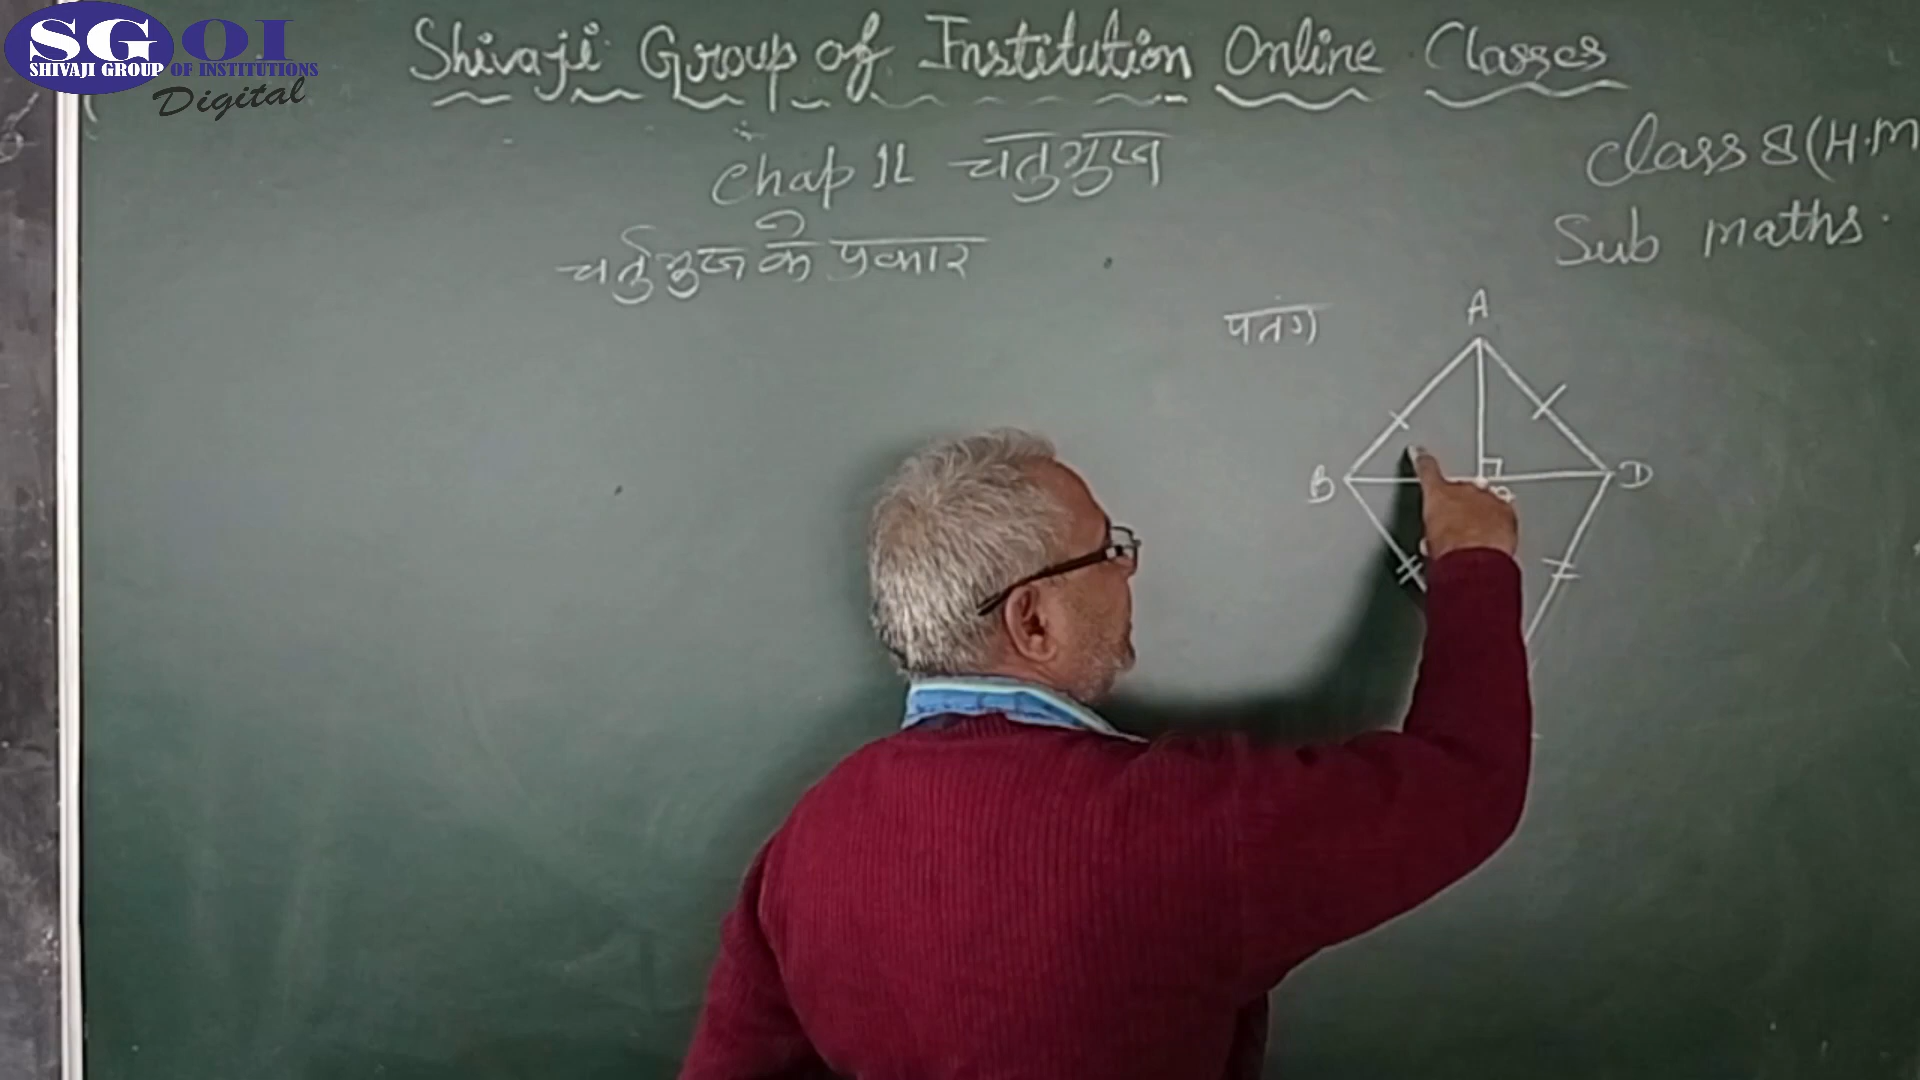 SGOI
SHIVAJI GROUP OF INSTITUTIONS
Digital
Shivaji Group of Institution Online Classes
Chap 11 चतुर्भुज
Class 8 (H.M
Sub maths.
चर्तुभुज के प्रकार
पतंग
A
B
D